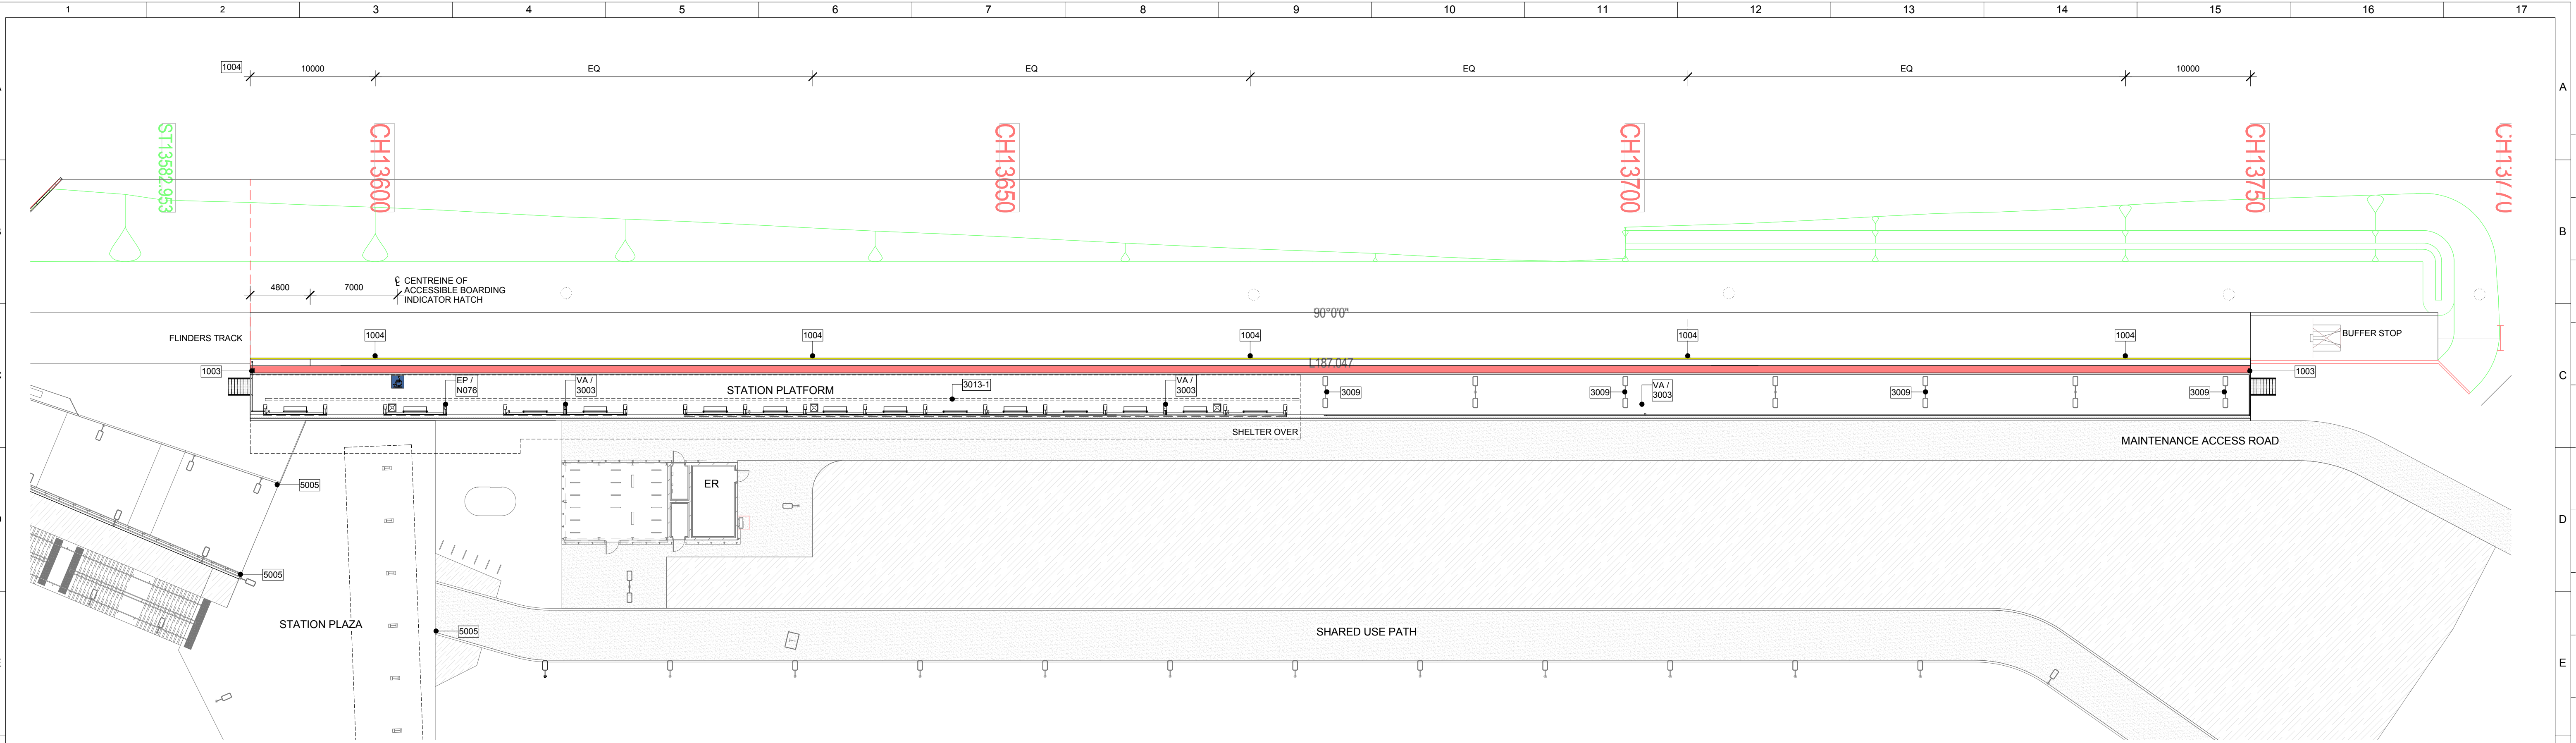 1 2 3 4 5 6 7 8 9 10 11 12 13 14 15 16 17
1004 10000 EQ EQ EQ EQ 10000
A
ST13582.953 CH13600 CH13650 CH13700 CH13750
B B
4800 7000 ℄ CENTREINE OF
ACCESSIBLE BOARDING
INDICATOR HATCH
90°0'0"
FLINDERS TRACK 1004 1004 1004 1004 1004 BUFFER STOP
L187.047
1003 1003
C C
EP /
N076
VA /
3003
STATION PLATFORM
3013-1
VA /
3003
3009 3009
VA /
3003
3009 3009
SHELTER OVER
MAINTENANCE ACCESS ROAD
5005
ER
D D
5005
STATION PLAZA
5005
SHARED USE PATH
E E